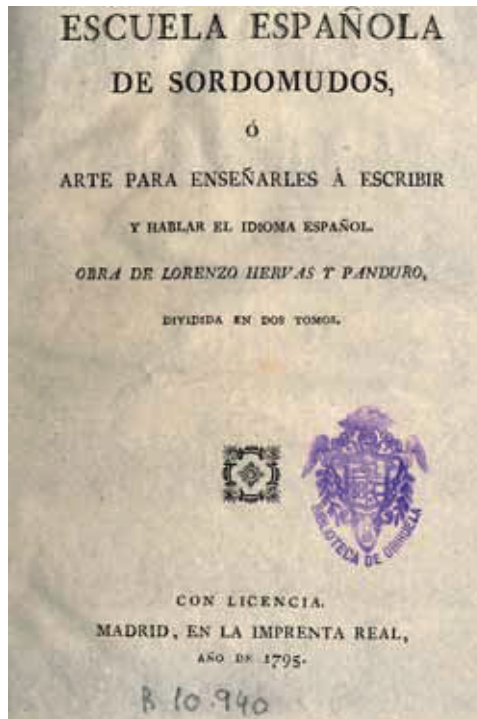 ESCUELA ESPAÑOLA
DE SORDOMUDOS,
Ó
ARTE PARA ENSEÑARLES Á ESCRIBIR
Y HABLAR EL IDIOMA ESPAÑOL.
OBRA DE LORENZO HERVAS Y PANDURO,
DIVIDIDA EN DOS TOMOS.
BIBLIOTECA DE ORIHUELA
CON LICENCIA.
MADRID, EN LA IMPRENTA REAL,
AÑO DE 1795.
B 10.940